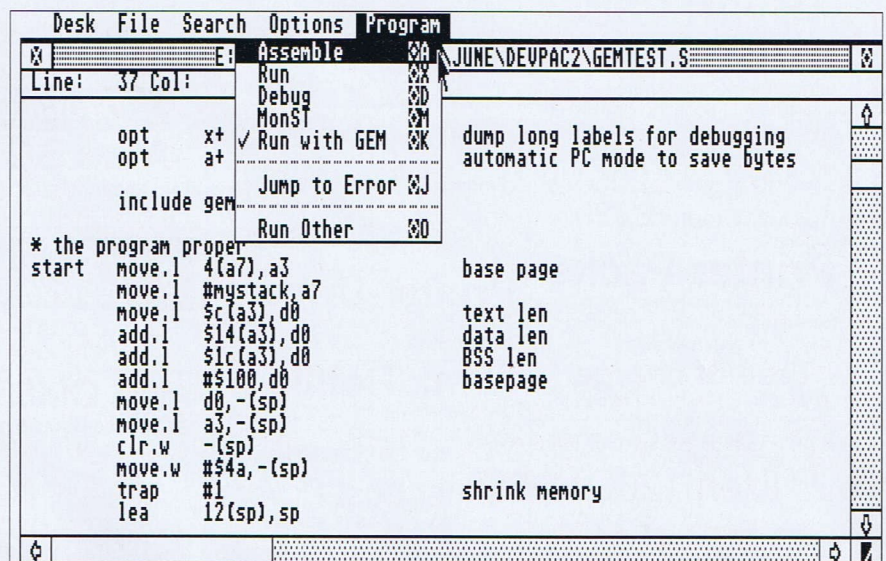 Desk File Search Options Program
E: JUNE\DEVPAC2\GEMTEST.S
Line: 37 Col:
Assemble A
Run X
Debug D
MonST M
✓ Run with GEM K
Jump to Error J
Run Other O
opt x+ dump long labels for debugging
opt a+ automatic PC mode to save bytes
include gem
* the program proper
start move.l 4(a7),a3 base page
move.l #mystack,a7
move.l $c(a3),d0 text len
add.l $14(a3),d0 data len
add.l $1c(a3),d0 BSS len
add.l #$100,d0 basepage
move.l d0,-(sp)
move.l a3,-(sp)
clr.w -(sp)
move.w #$4a,-(sp)
trap #1 shrink memory
lea 12(sp),sp